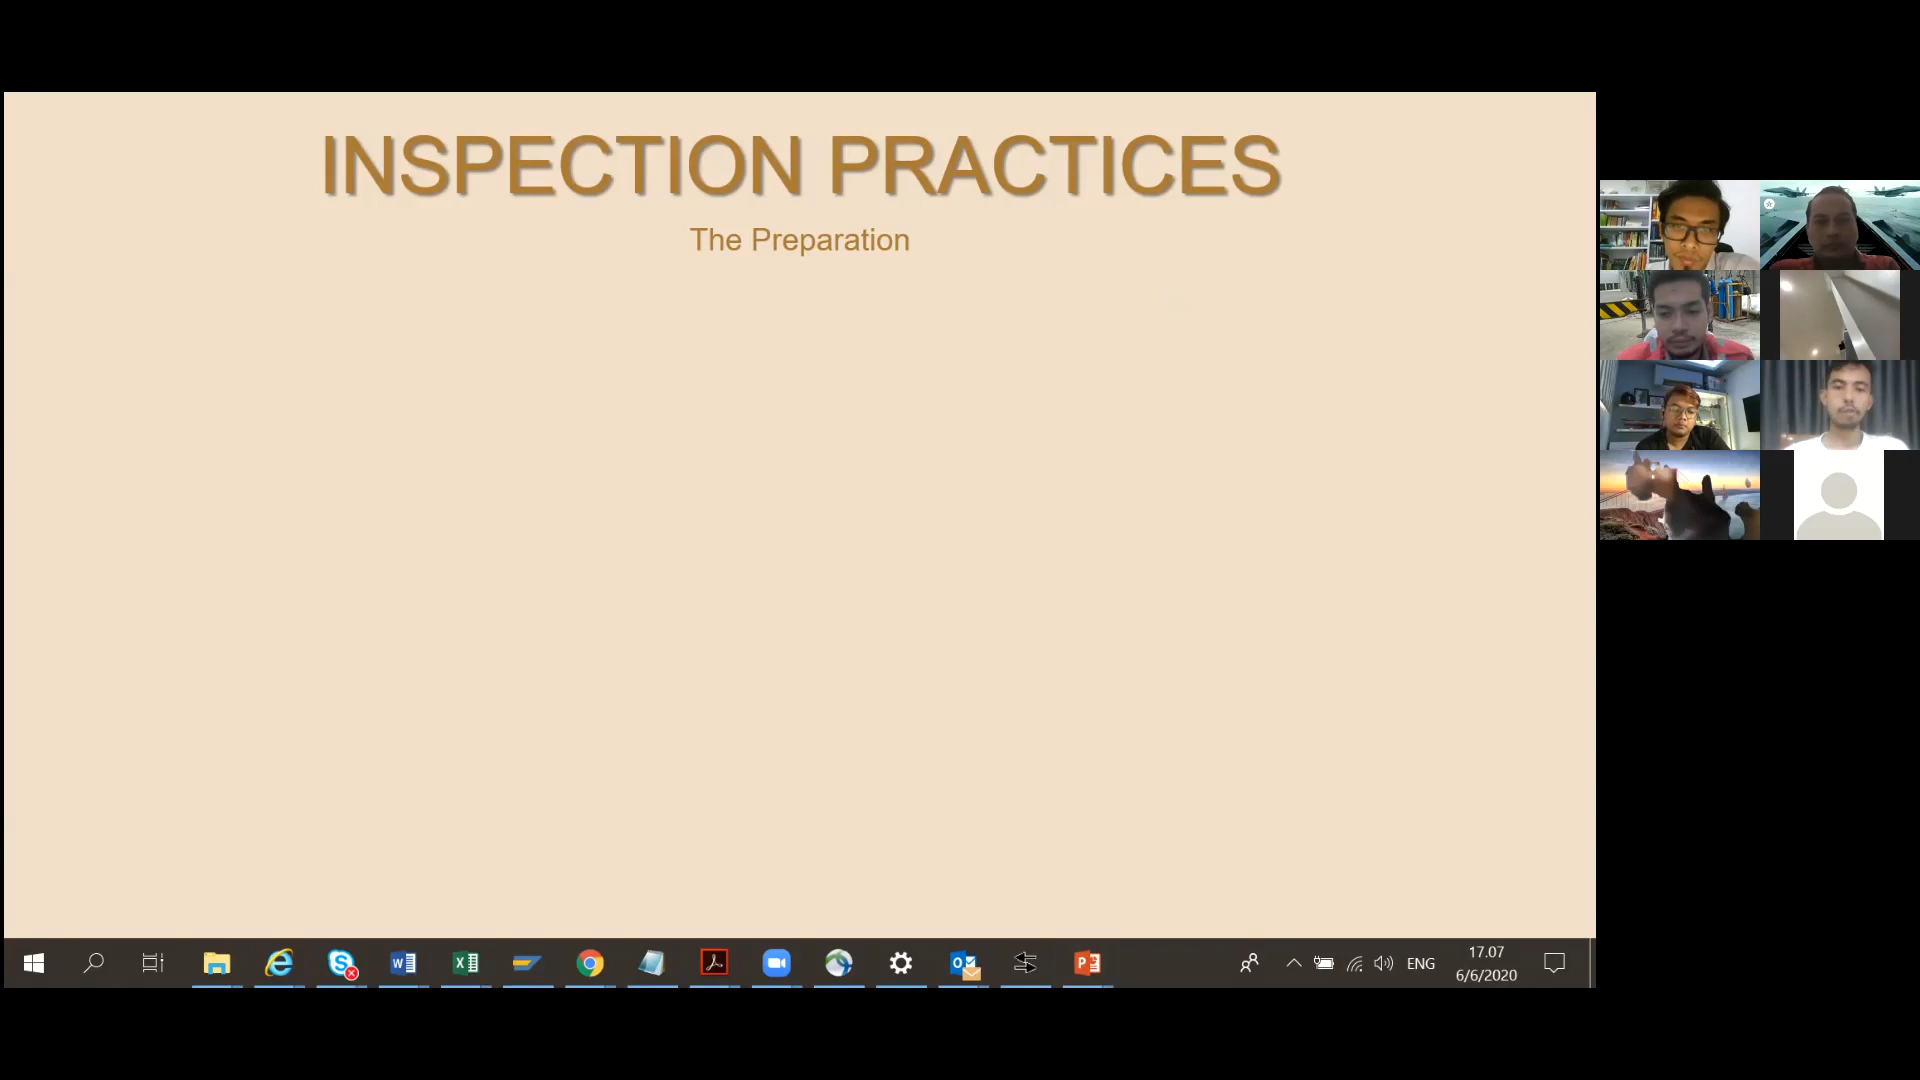 INSPECTION PRACTICES
The Preparation
ENG
17.07
6/6/2020